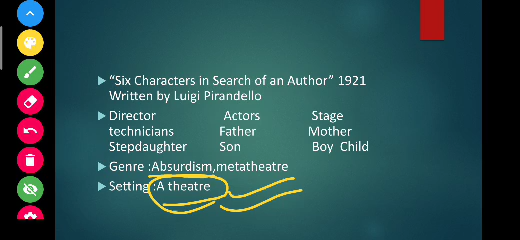 "Six Characters in Search of an Author" 1921
Written by Luigi Pirandello
Director Actors Stage
technicians Father Mother
Stepdaughter Son Boy Child
Genre :Absurdism,metatheatre
Setting :A theatre